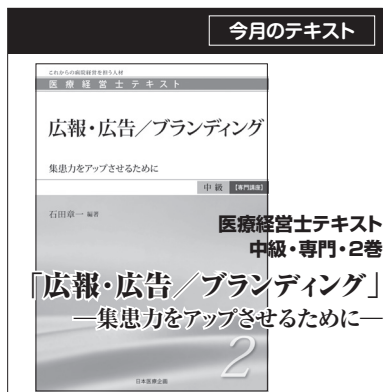 今月のテキスト
これからの病院経営を担う人材
医療経営士テキスト
広報・広告／ブランディング
集患力をアップさせるために
中級【専門講座】
石田章一 編著
医療経営士テキスト
中級・専門・2巻
「広報・広告／ブランディング」
―集患力をアップさせるために―
2
日本医療企画